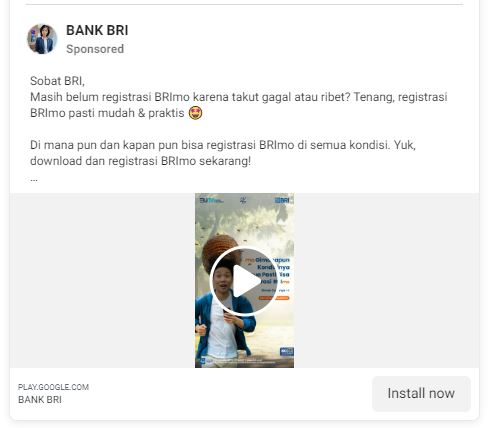 BANK BRI
Sponsored
Sobat BRI,
Masih belum registrasi BRImo karena takut gagal atau ribet? Tenang, registrasi
BRImo pasti mudah & praktis 🤩
Di mana pun dan kapan pun bisa registrasi BRImo di semua kondisi. Yuk,
download dan registrasi BRImo sekarang!
...
BRI
PLAY.GOOGLE.COM
BANK BRI
Install now